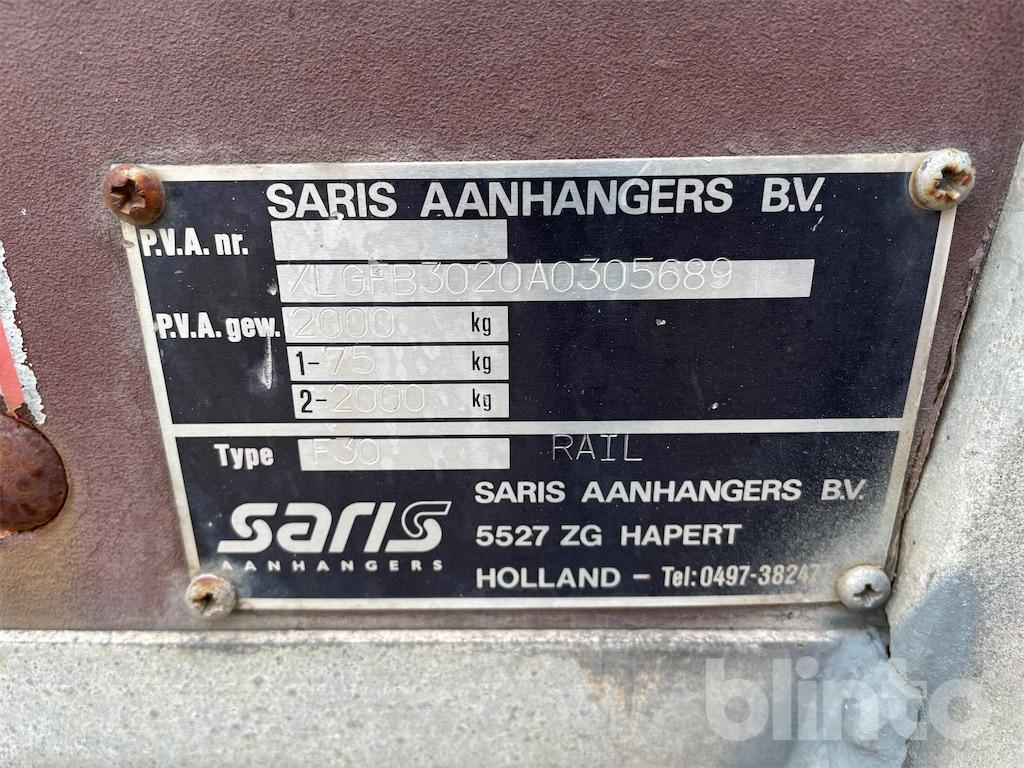 SARIS AANHANGERS B.V.
P.V.A. nr.
XLGFB3020A0305689
P.V.A. gew. 2000 kg
1-75 kg
2-2000 kg
Type F30 RAIL
saris
AANHANGERS
SARIS AANHANGERS B.V.
5527 ZG HAPERT
HOLLAND - Tel:0497-38247
blinto